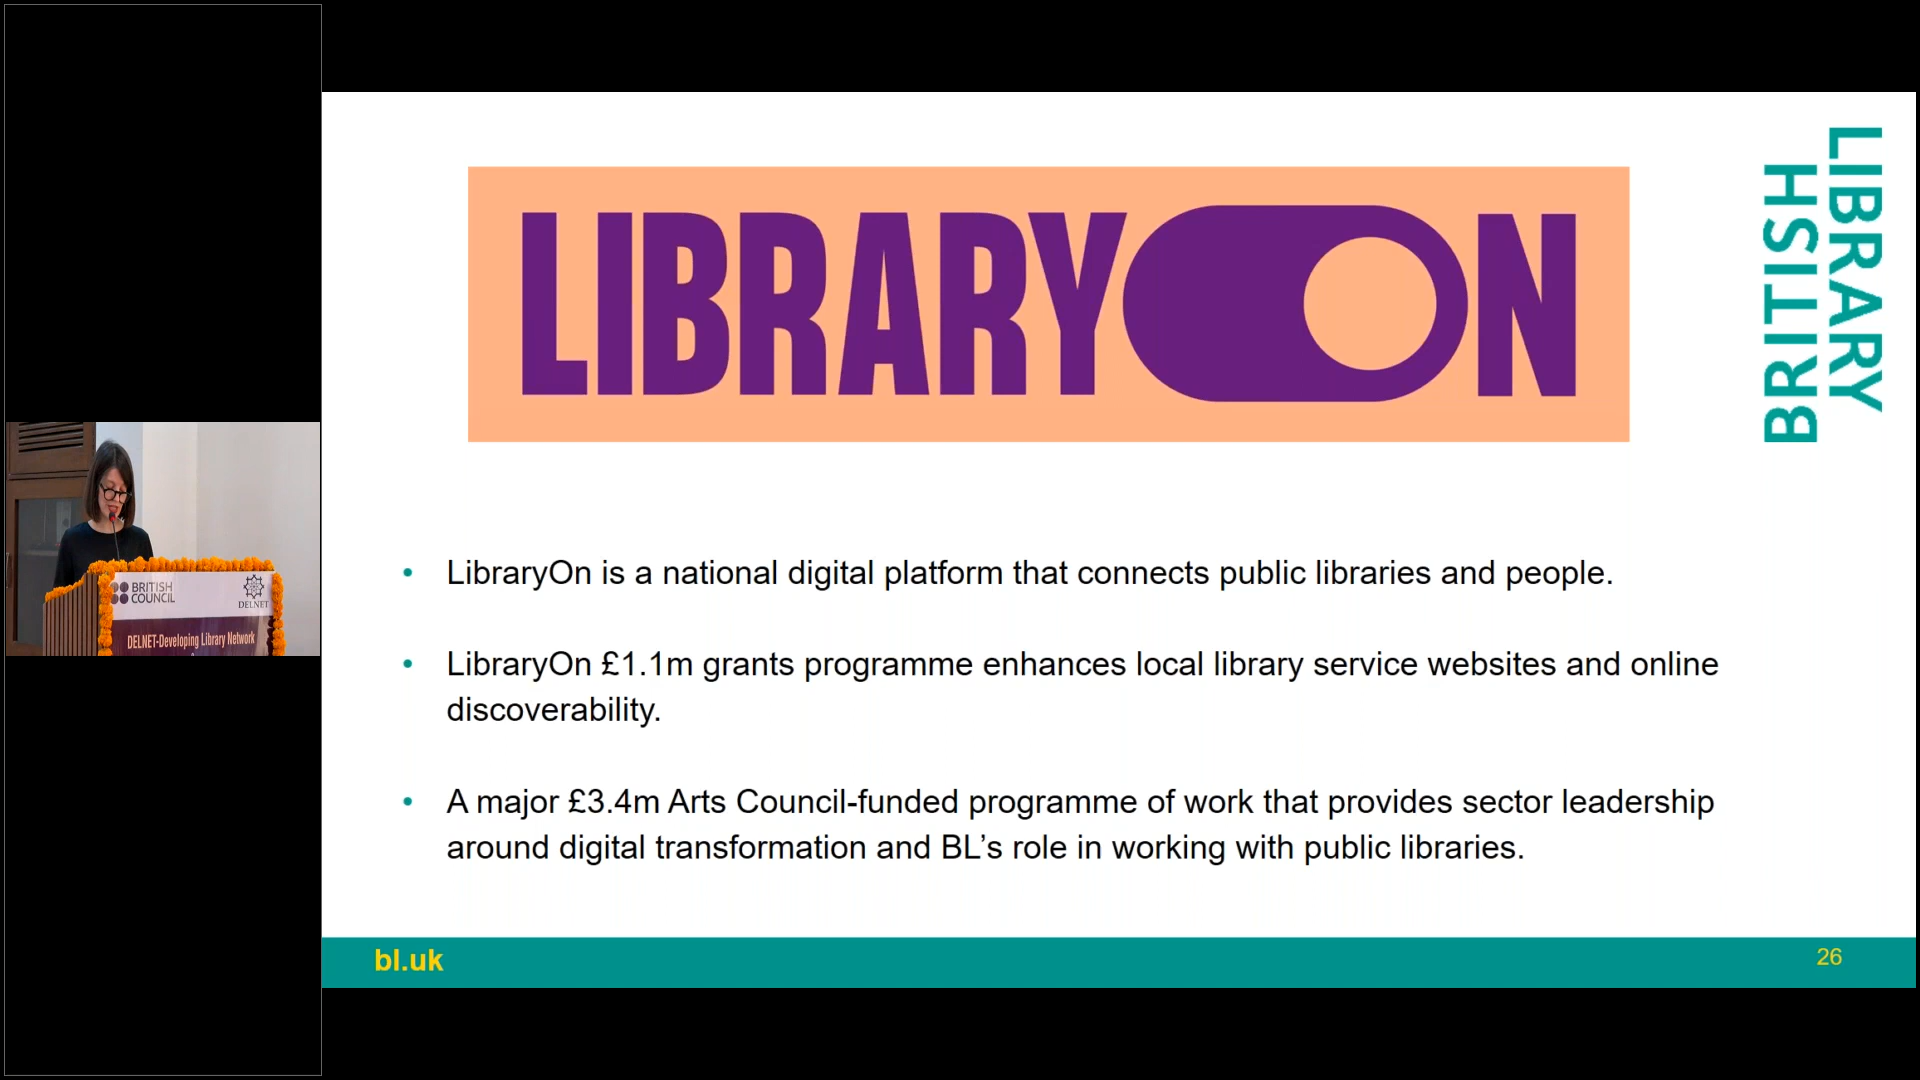 LIBRARYON
BRITISH
LIBRARY
LibraryOn is a national digital platform that connects public libraries and people.
LibraryOn £1.1m grants programme enhances local library service websites and online
discoverability.
A major £3.4m Arts Council-funded programme of work that provides sector leadership
around digital transformation and BL’s role in working with public libraries.
bl.uk
26
BRITISH
COUNCIL
DELNET
DELNET-Developing Library Network